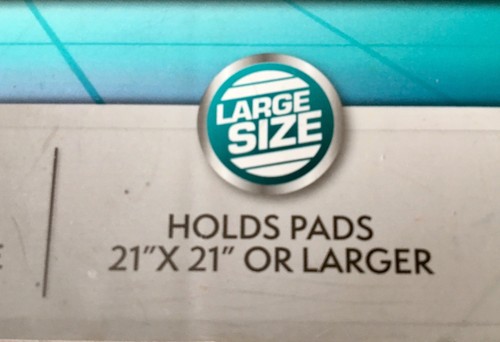 LARGE
SIZE
HOLDS PADS
21"X 21" OR LARGER